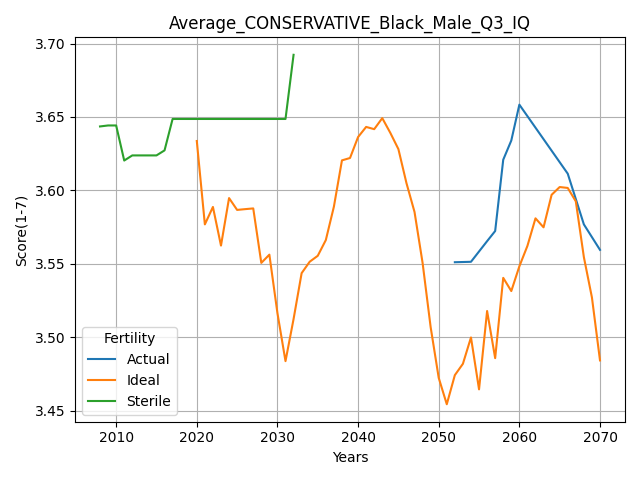 Average_CONSERVATIVE_Black_Male_Q3_IQ
3.70
3.65
3.60
3.55
3.50
3.45
Score(1-7)
Fertility
Actual
Ideal
Sterile
2010 2020 2030 2040 2050 2060 2070
Years